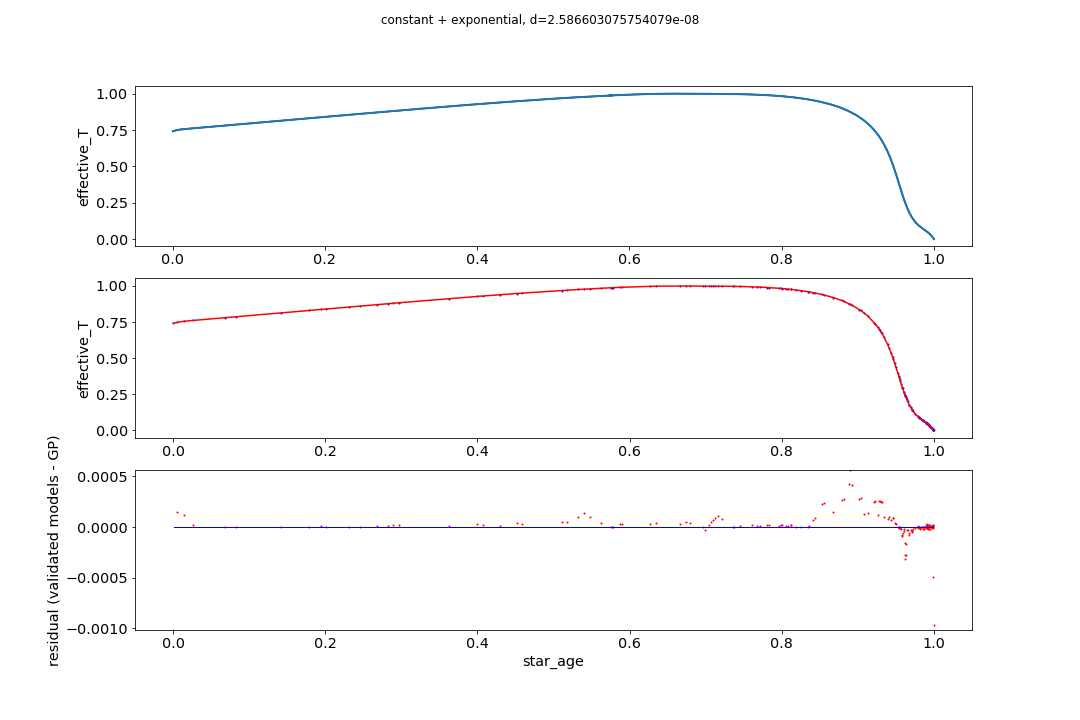 constant + exponential, d=2.586603075754079e-08
effective_T
1.00
0.75
0.50
0.25
0.00
0.0 0.2 0.4 0.6 0.8 1.0
effective_T
1.00
0.75
0.50
0.25
0.00
0.0 0.2 0.4 0.6 0.8 1.0
residual (validated models - GP)
0.0005
0.0000
−0.0005
−0.0010
0.0 0.2 0.4 0.6 0.8 1.0
star_age